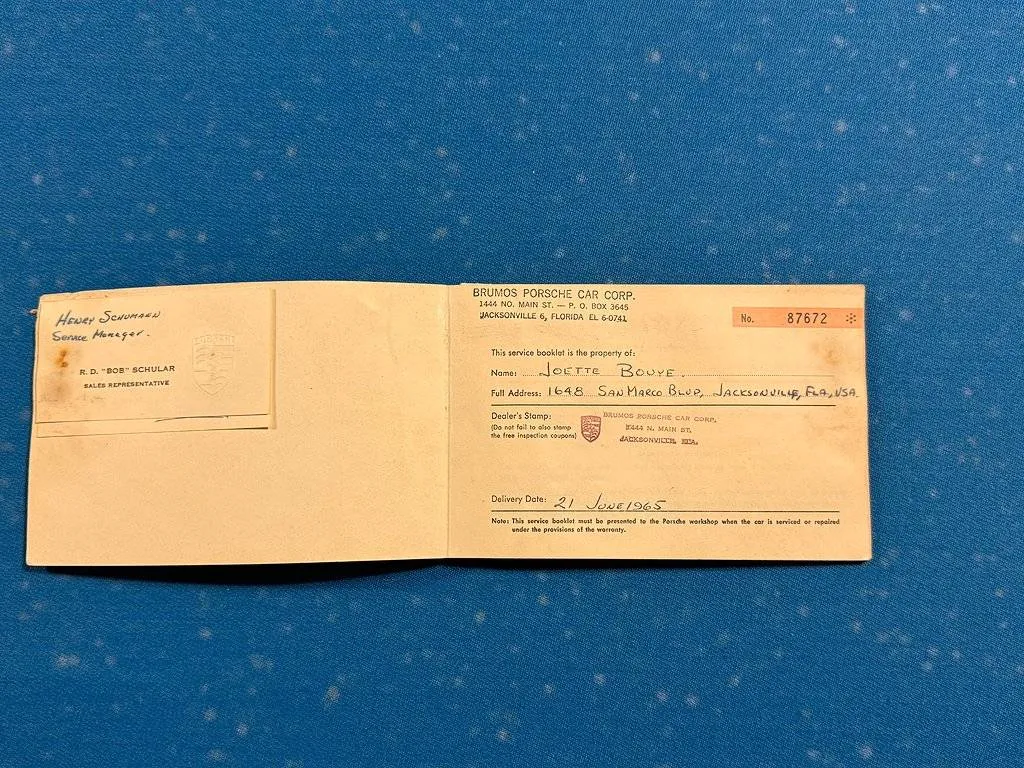 Henry Schumann
Service Manager.
R. D. "BOB" SCHULAR
SALES REPRESENTATIVE
BRUMOS PORSCHE CAR CORP.
1444 NO. MAIN ST. — P. O. BOX 3645
JACKSONVILLE 6, FLORIDA EL 6-0741
No. 87672
This service booklet is the property of:
Name: JOETTE BOUYE.
Full Address: 1648 SAN MARCO BLVD, JACKSONVILLE, FLA, USA.
Dealer's Stamp:
(Do not fail to also stamp
the free inspection coupons)
BRUMOS PORSCHE CAR CORP.
1444 N. MAIN ST.
JACKSONVILLE, FLA.
Delivery Date: 21 JUNE 1965
Note: This service booklet must be presented to the Porsche workshop when the car is serviced or repaired
under the provisions of the warranty.